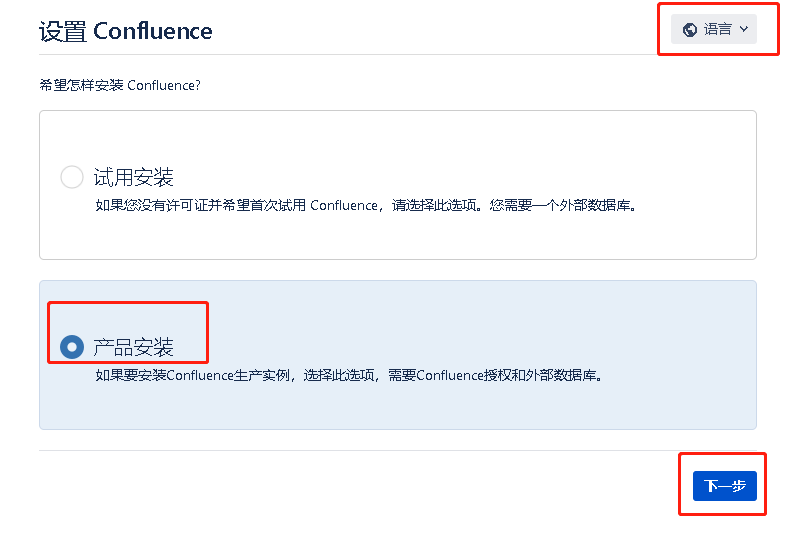 设置 Confluence
语言
希望怎样安装 Confluence?
试用安装
如果您没有许可证并希望首次试用 Confluence，请选择此选项。您需要一个外部数据库。
产品安装
如果要安装Confluence生产实例，选择此选项，需要Confluence授权和外部数据库。
下一步